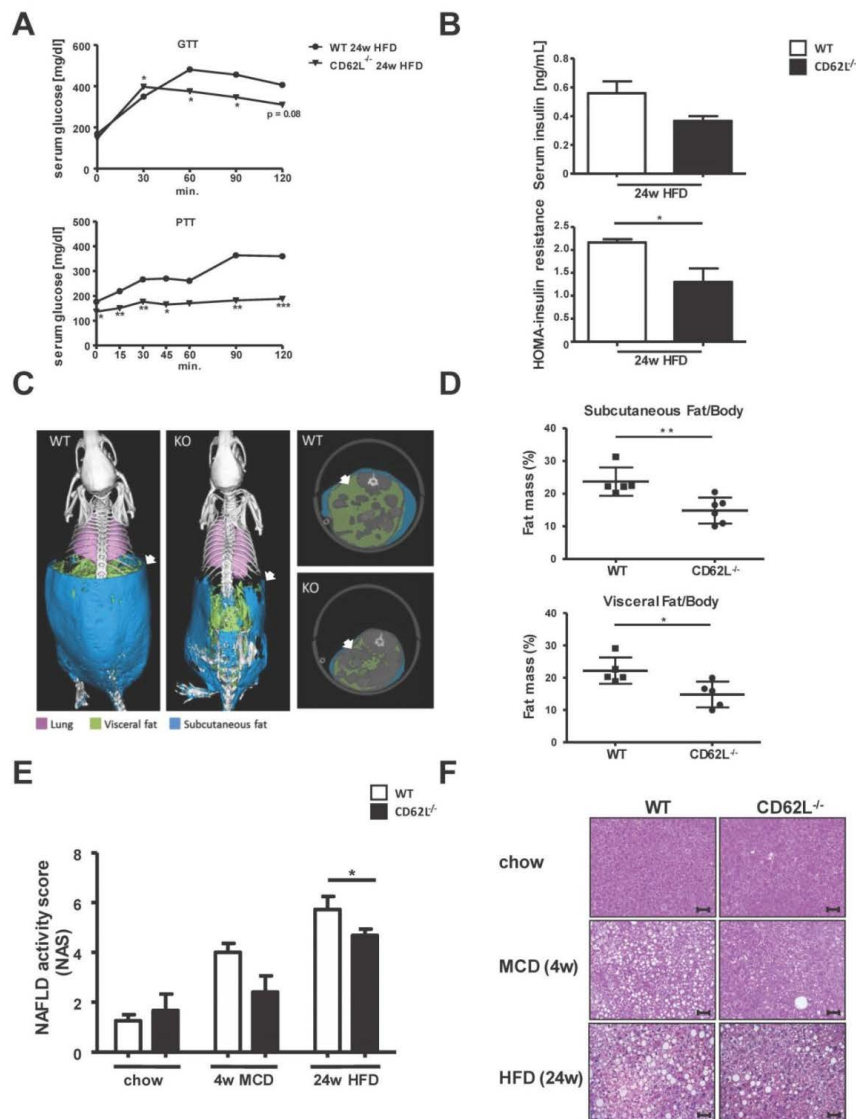 A
GTT
WT 24w HFD
CD62L-/- 24w HFD
serum glucose [mg/dl]
600
400
200
0
*
*
*
p = 0.08
0 30 60 90 120
min.
PTT
serum glucose [mg/dl]
500
400
300
200
100
0
* ** ** * ** ***
0 15 30 45 60 90 120
min.
B
WT
CD62L-/-
Serum insulin [ng/mL]
0.8
0.6
0.4
0.2
0
24w HFD
HOMA-insulin resistance
2.5
2.0
1.5
1.0
0.5
0
*
24w HFD
C
WT
KO
WT
KO
Lung Visceral fat Subcutaneous fat
D
Subcutaneous Fat/Body
Fat mass (%)
40
30
20
10
0
**
WT CD62L-/-
Visceral Fat/Body
Fat mass (%)
40
30
20
10
0
*
WT CD62L-/-
E
WT
CD62L-/-
NAFLD activity score
(NAS)
8
6
4
2
0
*
chow 4w MCD 24w HFD
F
WT CD62L-/-
chow
MCD (4w)
HFD (24w)